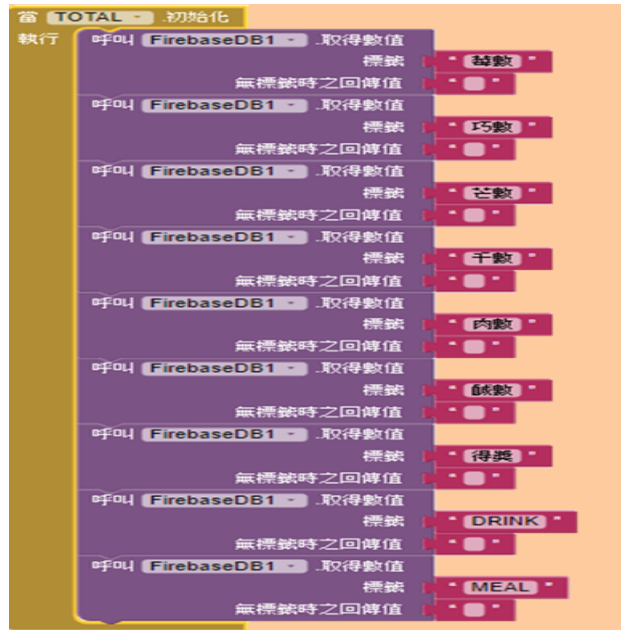 當 TOTAL .初始化
執行 呼叫 FirebaseDB1 .取得數值
標籤 " 莓數 "
無標籤時之回傳值 " "
呼叫 FirebaseDB1 .取得數值
標籤 " 巧數 "
無標籤時之回傳值 " "
呼叫 FirebaseDB1 .取得數值
標籤 " 芒數 "
無標籤時之回傳值 " "
呼叫 FirebaseDB1 .取得數值
標籤 " 千數 "
無標籤時之回傳值 " "
呼叫 FirebaseDB1 .取得數值
標籤 " 肉數 "
無標籤時之回傳值 " "
呼叫 FirebaseDB1 .取得數值
標籤 " 鹹數 "
無標籤時之回傳值 " "
呼叫 FirebaseDB1 .取得數值
標籤 " 得獎 "
無標籤時之回傳值 " "
呼叫 FirebaseDB1 .取得數值
標籤 " DRINK "
無標籤時之回傳值 " "
呼叫 FirebaseDB1 .取得數值
標籤 " MEAL "
無標籤時之回傳值 " "